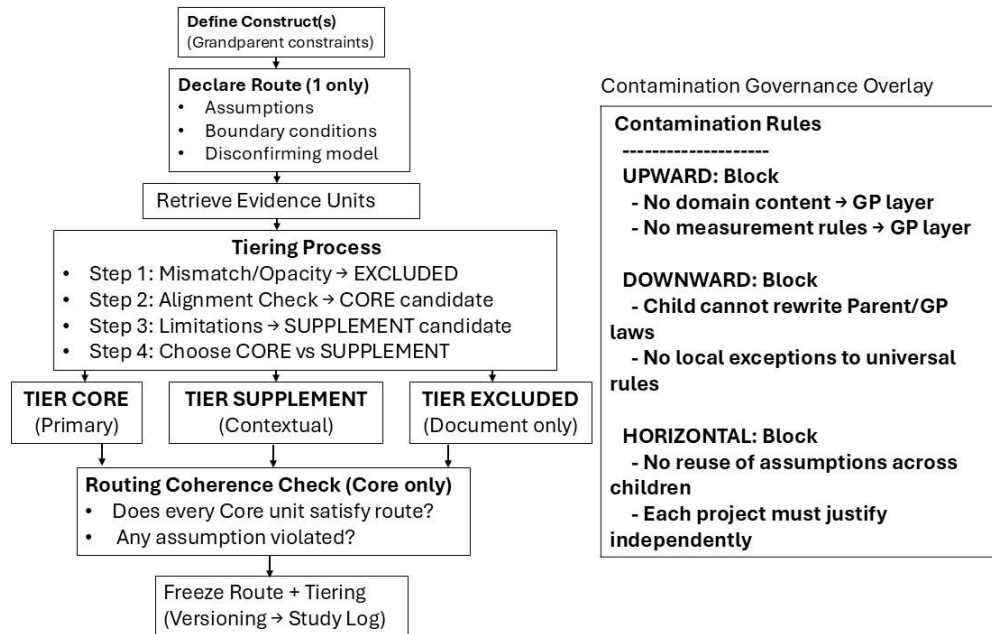 Define Construct(s)
(Grandparent constraints)
Declare Route (1 only)
• Assumptions
• Boundary conditions
• Disconfirming model
Retrieve Evidence Units
Tiering Process
• Step 1: Mismatch/Opacity → EXCLUDED
• Step 2: Alignment Check → CORE candidate
• Step 3: Limitations → SUPPLEMENT candidate
• Step 4: Choose CORE vs SUPPLEMENT
TIER CORE
(Primary)
TIER SUPPLEMENT
(Contextual)
TIER EXCLUDED
(Document only)
Routing Coherence Check (Core only)
• Does every Core unit satisfy route?
• Any assumption violated?
Freeze Route + Tiering
(Versioning → Study Log)
Contamination Governance Overlay
Contamination Rules
--------------------
UPWARD: Block
- No domain content → GP layer
- No measurement rules → GP layer
DOWNWARD: Block
- Child cannot rewrite Parent/GP
laws
- No local exceptions to universal
rules
HORIZONTAL: Block
- No reuse of assumptions across
children
- Each project must justify
independently